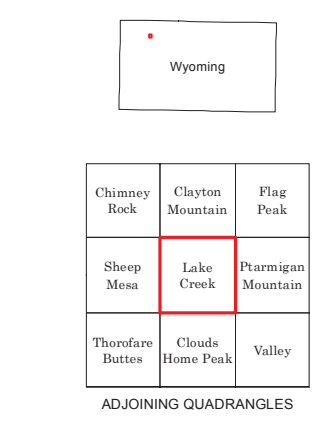 Wyoming
Chimney
Rock
Clayton
Mountain
Flag
Peak
Sheep
Mesa
Lake
Creek
Ptarmigan
Mountain
Thorofare
Buttes
Clouds
Home Peak
Valley
ADJOINING QUADRANGLES